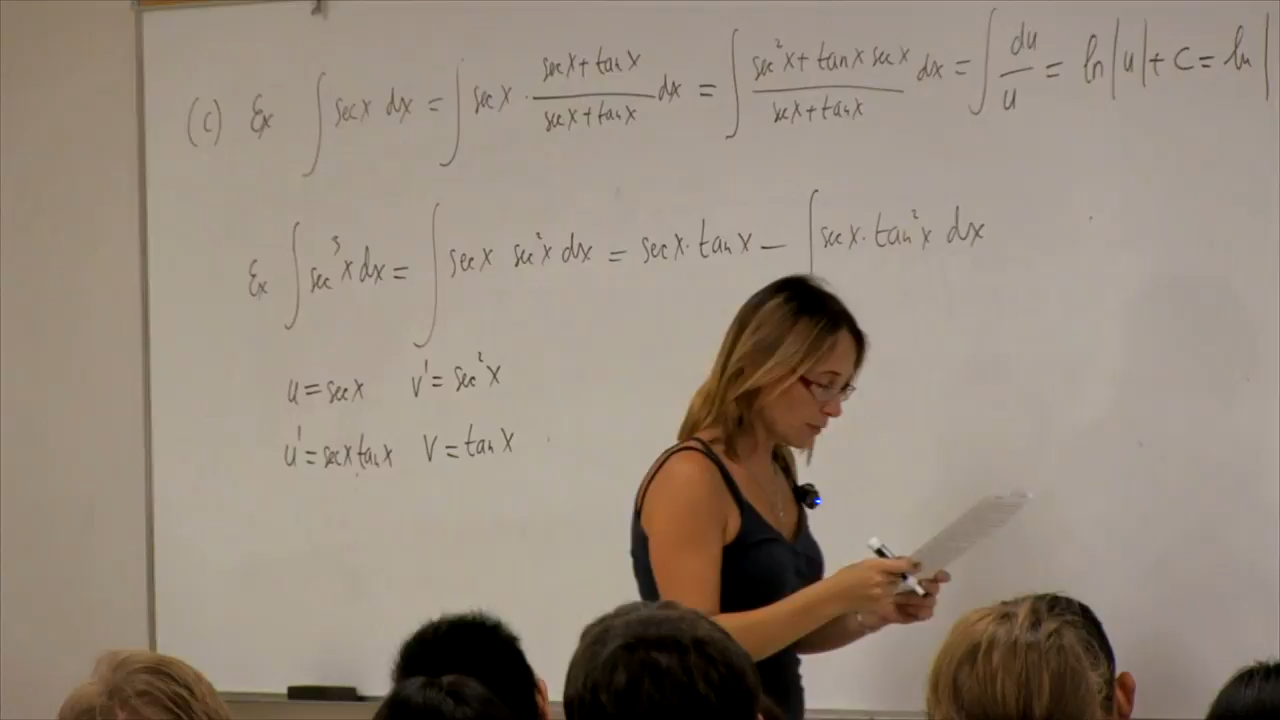 (c) Ex ∫ sec x dx = ∫ sec x · (sec x + tan x)/(sec x + tan x) dx = ∫ (sec²x + tan x sec x)/(sec x + tan x) dx = ∫ du/u = ln|u| + C = ln|
Ex ∫ sec³x dx = ∫ sec x sec²x dx = sec x · tan x − ∫ sec x · tan²x dx
u = sec x v' = sec²x
u' = sec x tan x v = tan x